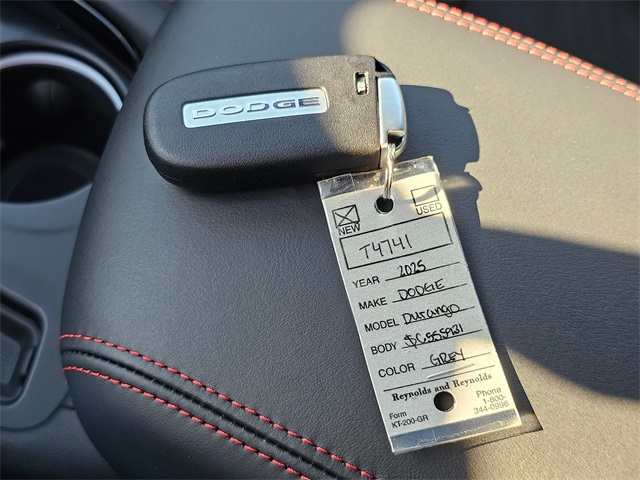 DODGE
NEW USED
T4741
YEAR 2025
MAKE DODGE
MODEL Durango
BODY
COLOR GREY
Reynolds and Reynolds
Form
KT-200-GR
Phone
1-800-
344-0996